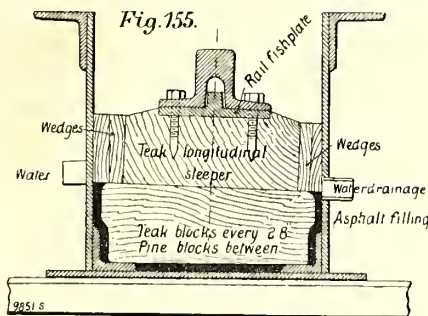 Fig.155.
Rail fishplate
Wedges
Wedges
Teak longitudinal
sleeper
Water
Waterdrainage
Asphalt filling
Teak blocks every 2 8"
Pine blocks between
9851 S